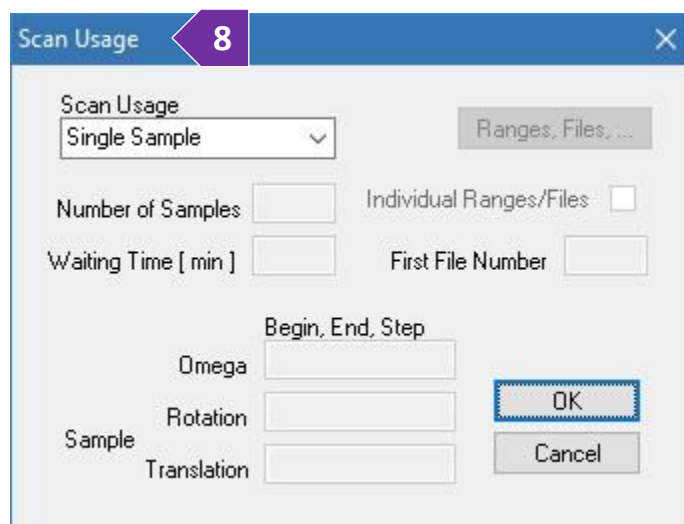 Scan Usage 8
Scan Usage
Single Sample
Ranges, Files, ...
Number of Samples
Individual Ranges/Files
Waiting Time [ min ]
First File Number
Begin, End, Step
Omega
Rotation
OK
Sample
Cancel
Translation